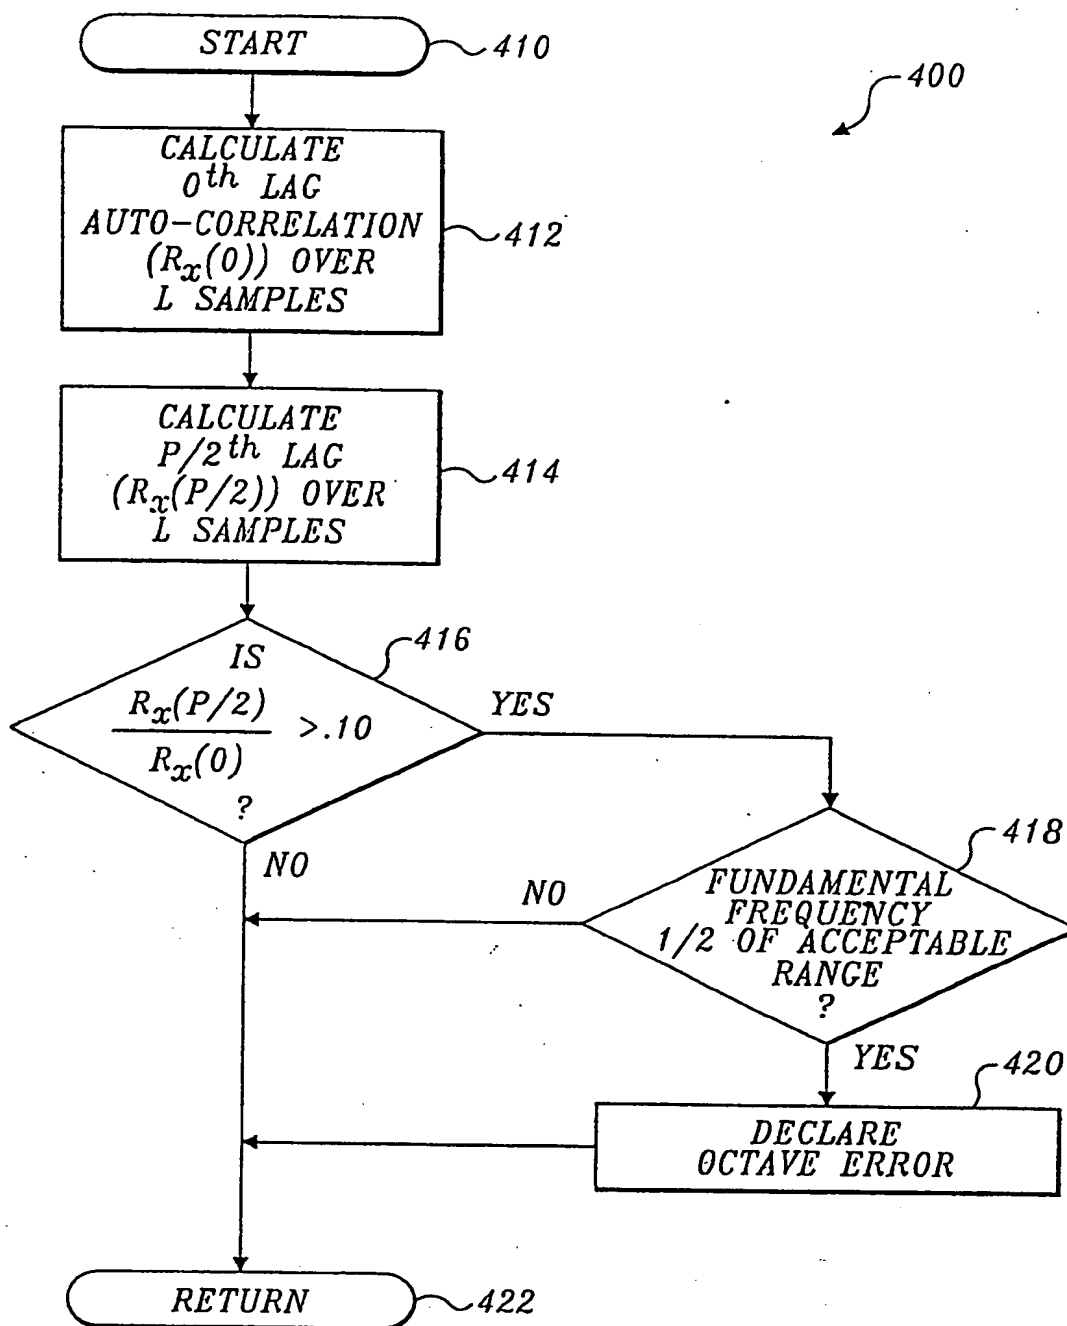 START
410
400
CALCULATE
0th LAG
AUTO-CORRELATION
(Rx(0)) OVER
L SAMPLES
412
CALCULATE
P/2th LAG
(Rx(P/2)) OVER
L SAMPLES
414
IS
Rx(P/2)
Rx(0)
>.10
?
416
YES
NO
FUNDAMENTAL
FREQUENCY
1/2 OF ACCEPTABLE
RANGE
?
418
NO
YES
DECLARE
OCTAVE ERROR
420
RETURN
422